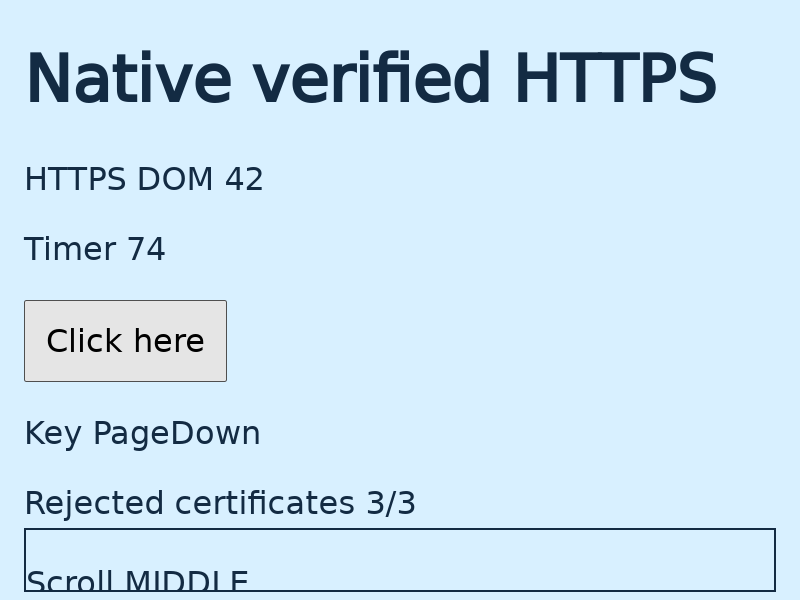 Native verified HTTPS
HTTPS DOM 42
Timer 74
Click here
Key PageDown
Rejected certificates 3/3
Scroll MIDDLE